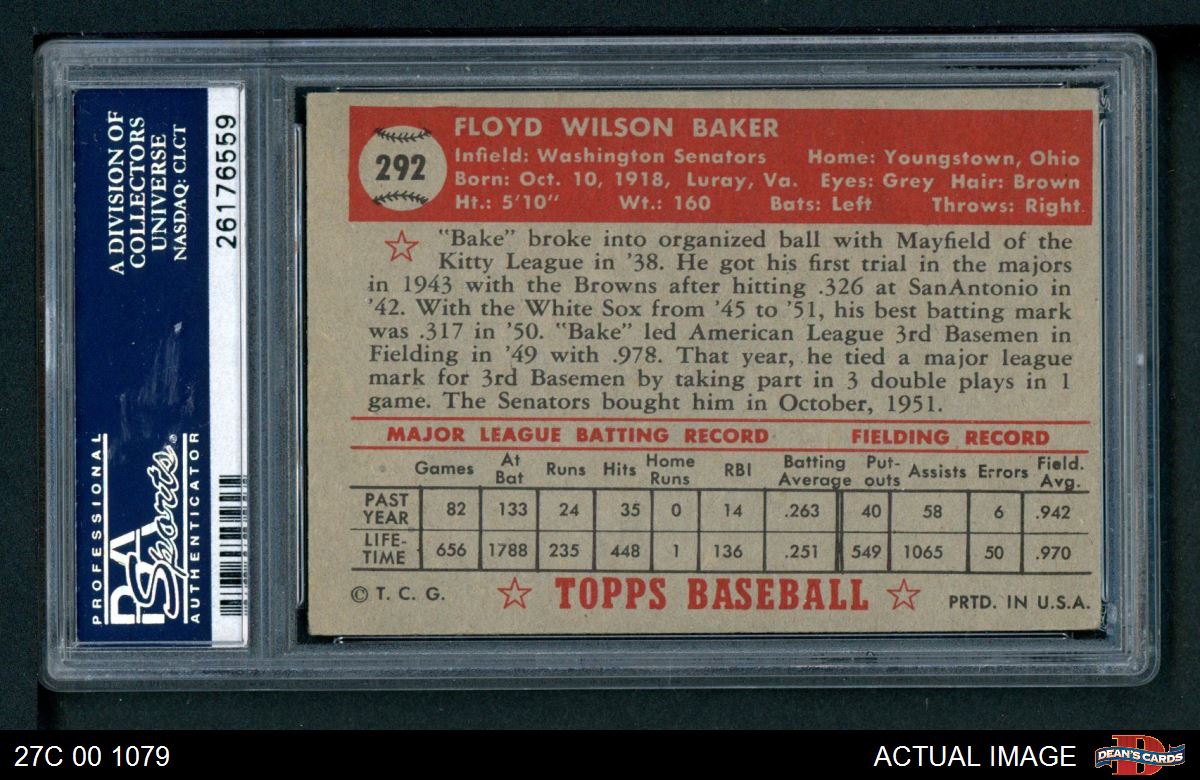 A DIVISION OF
COLLECTORS
UNIVERSE
NASDAQ: CLCT
26176559
PROFESSIONAL
PSA
Sports
AUTHENTICATOR
292
FLOYD WILSON BAKER
Infield: Washington Senators Home: Youngstown, Ohio
Born: Oct. 10, 1918, Luray, Va. Eyes: Grey Hair: Brown
Ht.: 5'10" Wt.: 160 Bats: Left Throws: Right
"Bake" broke into organized ball with Mayfield of the
Kitty League in '38. He got his first trial in the majors
in 1943 with the Browns after hitting .326 at SanAntonio in
'42. With the White Sox from '45 to '51, his best batting mark
was .317 in '50. "Bake" led American League 3rd Basemen in
Fielding in '49 with .978. That year, he tied a major league
mark for 3rd Basemen by taking part in 3 double plays in 1
game. The Senators bought him in October, 1951.
MAJOR LEAGUE BATTING RECORD FIELDING RECORD
Games At Bat Runs Hits Home Runs RBI Batting Average Put-outs Assists Errors Field. Avg.
PAST YEAR 82 133 24 35 0 14 .263 40 58 6 .942
LIFE-TIME 656 1788 235 448 1 136 .251 549 1065 50 .970
© T. C. G. TOPPS BASEBALL PRTD. IN U.S.A.
27C 00 1079 ACTUAL IMAGE DEAN'S CARDS